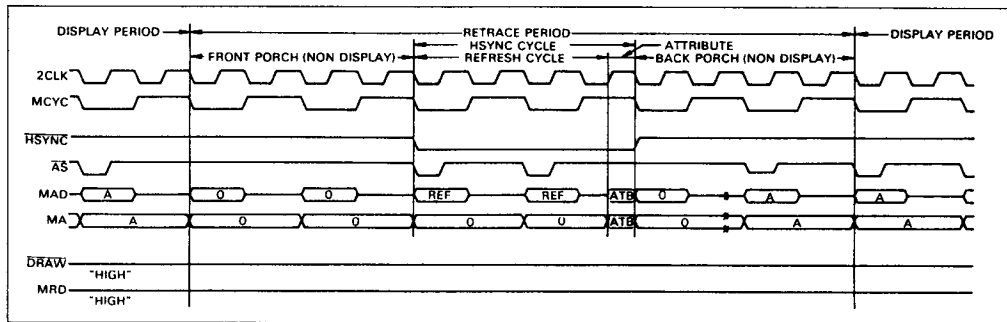 DISPLAY PERIOD RETRACE PERIOD DISPLAY PERIOD
HSYNC CYCLE ATTRIBUTE
FRONT PORCH (NON DISPLAY) REFRESH CYCLE BACK PORCH (NON DISPLAY)
2CLK
MCYC
HSYNC
AS
MAD A 0 0 REF REF ATB 0 A A
MA A 0 0 0 0 ATB 0 A A
DRAW
"HIGH"
MRD
"HIGH"